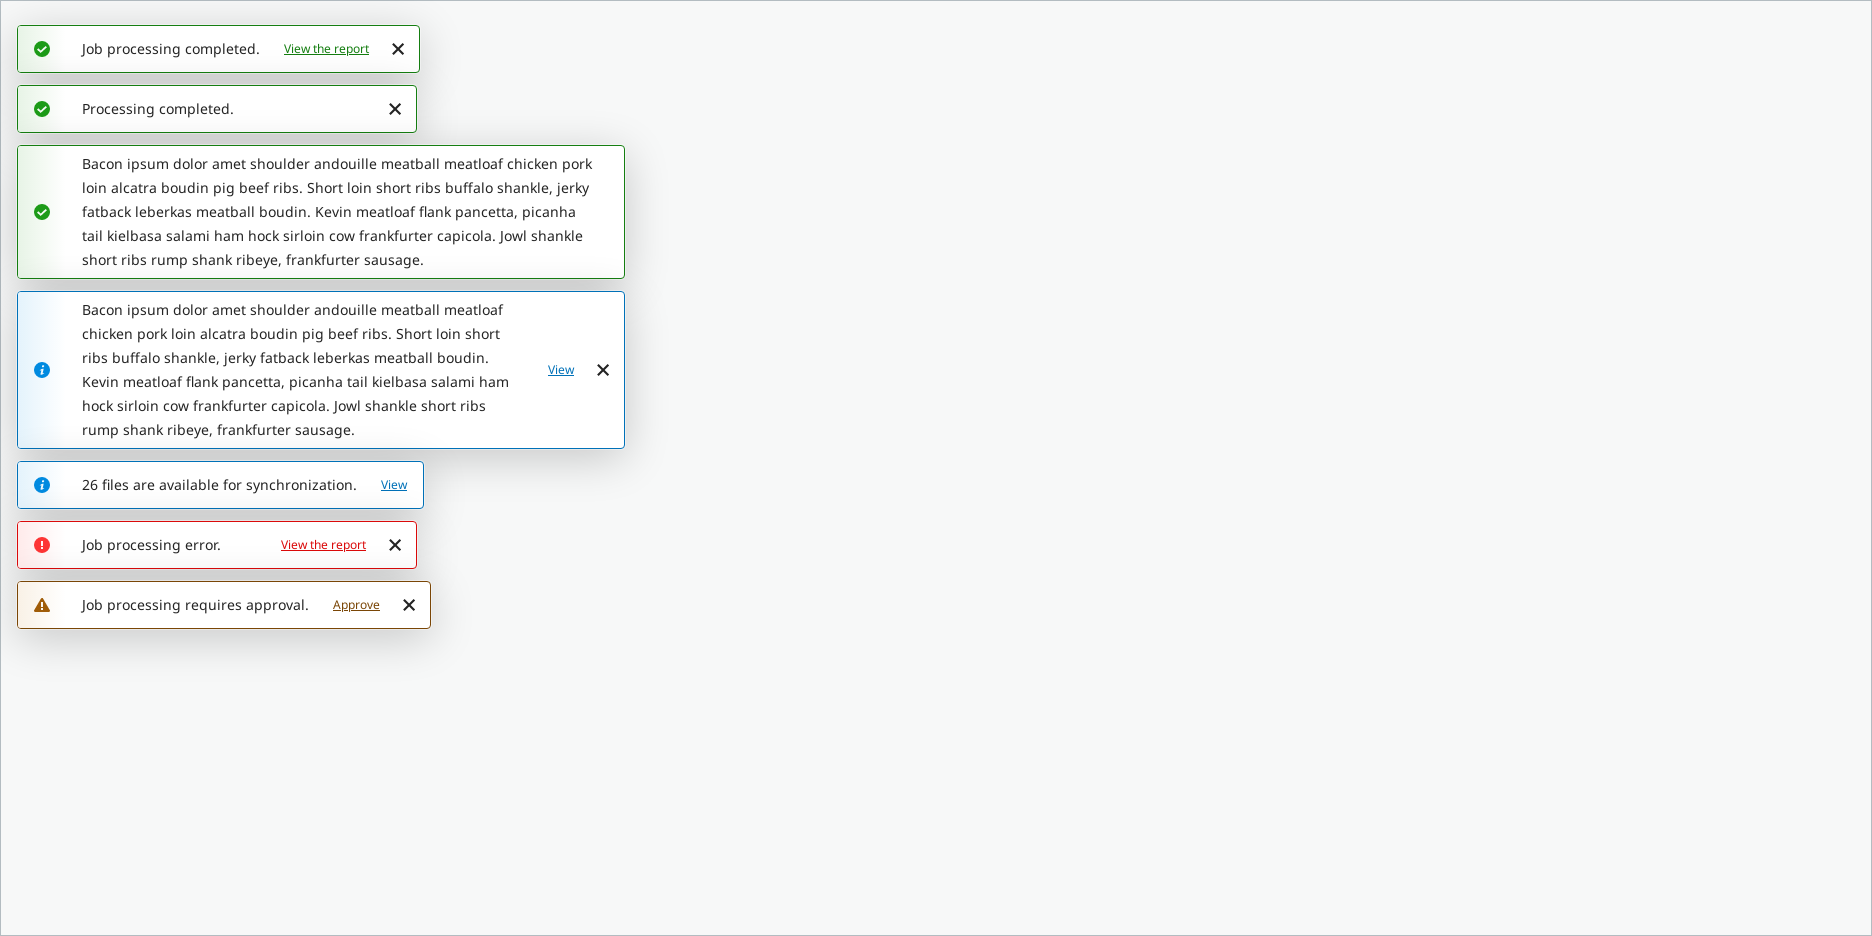 Job processing completed. View the report
Processing completed.
Bacon ipsum dolor amet shoulder andouille meatball meatloaf chicken pork
loin alcatra boudin pig beef ribs. Short loin short ribs buffalo shankle, jerky
fatback leberkas meatball boudin. Kevin meatloaf flank pancetta, picanha
tail kielbasa salami ham hock sirloin cow frankfurter capicola. Jowl shankle
short ribs rump shank ribeye, frankfurter sausage.
Bacon ipsum dolor amet shoulder andouille meatball meatloaf
chicken pork loin alcatra boudin pig beef ribs. Short loin short
ribs buffalo shankle, jerky fatback leberkas meatball boudin.
Kevin meatloaf flank pancetta, picanha tail kielbasa salami ham
hock sirloin cow frankfurter capicola. Jowl shankle short ribs
rump shank ribeye, frankfurter sausage.
View
26 files are available for synchronization. View
Job processing error. View the report
Job processing requires approval. Approve